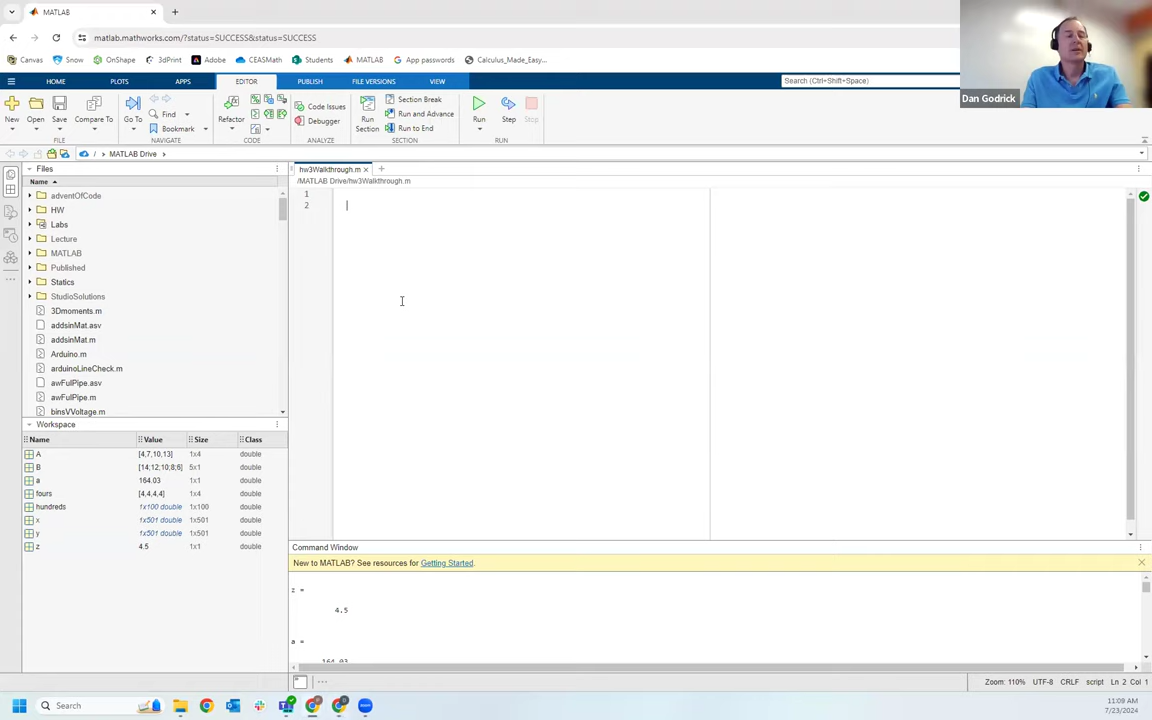 MATLAB
matlab.mathworks.com/?status=SUCCESS&status=SUCCESS
Canvas Snow OnShape 3dPrint Adobe CEASMath Students MATLAB App passwords Calculus_Made_Easy...
HOME PLOTS APPS EDITOR PUBLISH FILE VERSIONS VIEW Search (Ctrl+Shift+Space)
Dan Godrick
New Open Save Compare To Go To Find Bookmark Refactor Code Issues Debugger Run Section Section Break Run and Advance Run to End Run Step Stop
FILE NAVIGATE CODE ANALYZE SECTION RUN
/ MATLAB Drive
Files
Name
adventOfCode
HW
Labs
Lecture
MATLAB
Published
Statics
StudioSolutions
3Dmoments.m
addsinMat.asv
addsinMat.m
Arduino.m
arduinoLineCheck.m
awFulPipe.asv
awFulPipe.m
binsVVoltage.m
Workspace
Name Value Size Class
A [4,7,10,13] 1x4 double
B [14;12;10;8;6] 5x1 double
a 164.03 1x1 double
fours [4,4,4,4] 1x4 double
hundreds 1x100 double 1x100 double
x 1x501 double 1x501 double
y 1x501 double 1x501 double
z 4.5 1x1 double
hw3Walkthrough.m
/MATLAB Drive/hw3Walkthrough.m
1
2
Command Window
New to MATLAB? See resources for Getting Started.
z =
4.5
a =
164.03
Zoom: 110% UTF-8 CRLF script Ln 2 Col 1
Search
11:09 AM
7/23/2024